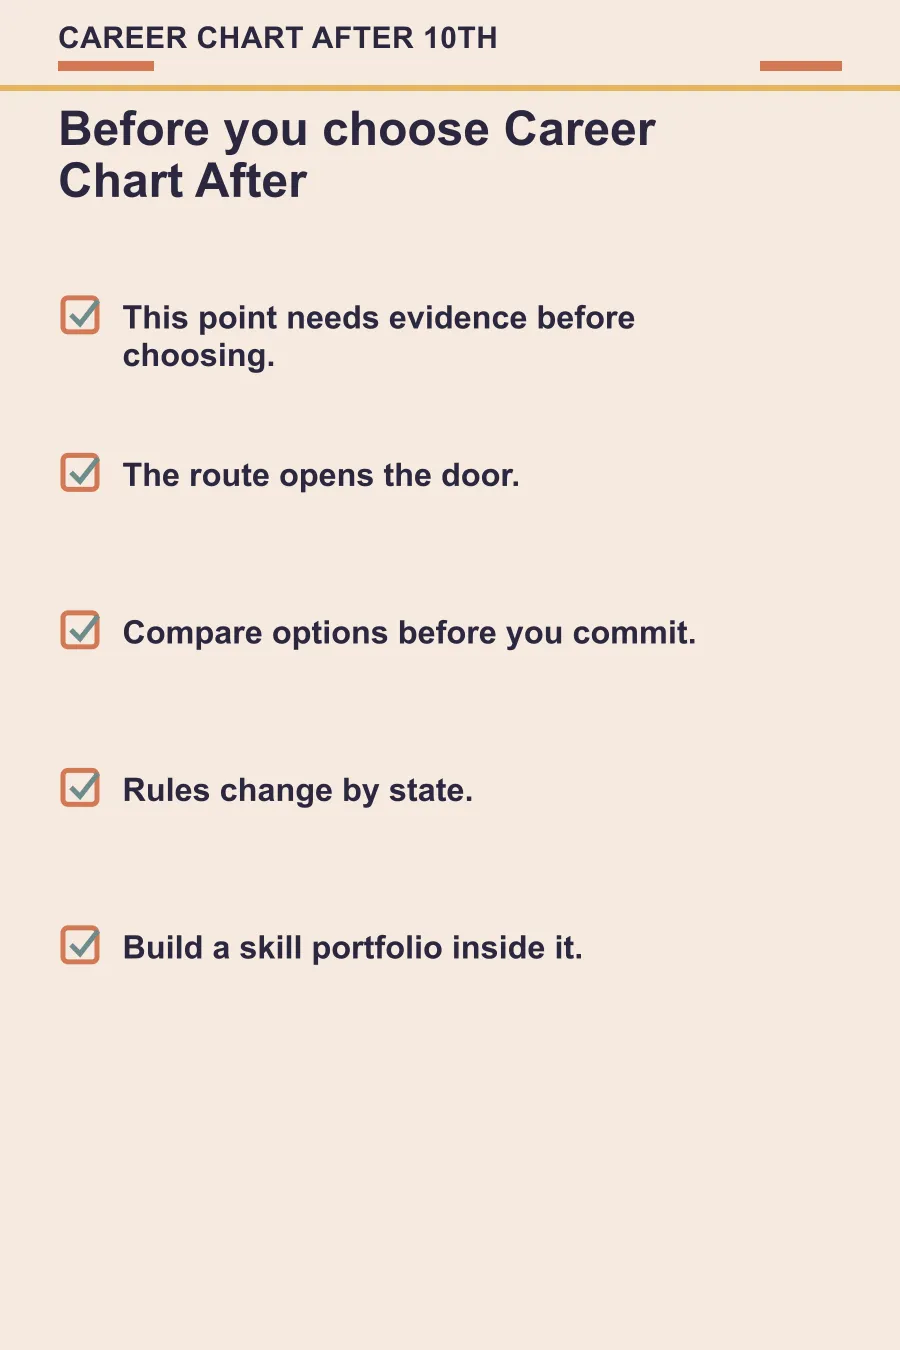 CAREER CHART AFTER 10TH
Before you choose Career
Chart After
This point needs evidence before
choosing.
The route opens the door.
Compare options before you commit.
Rules change by state.
Build a skill portfolio inside it.